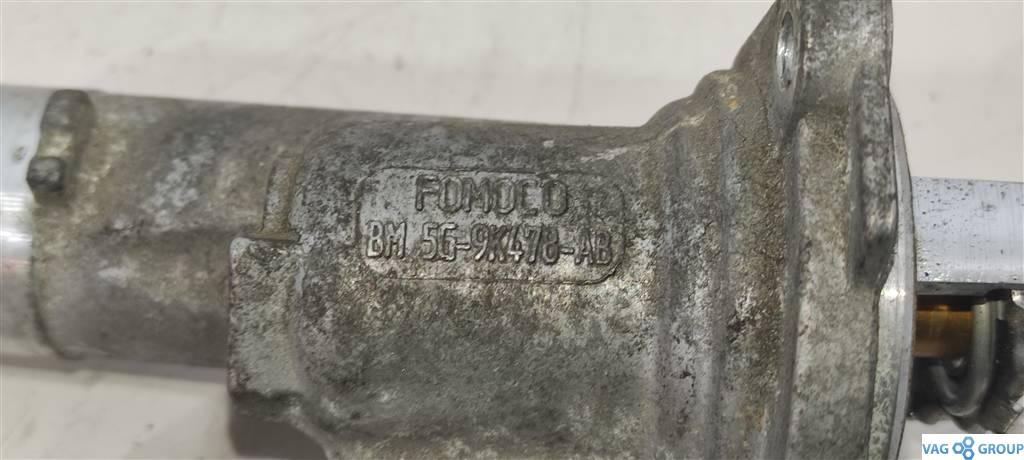 FOMOCO
BM 5G-9K478-AB
VAG GROUP